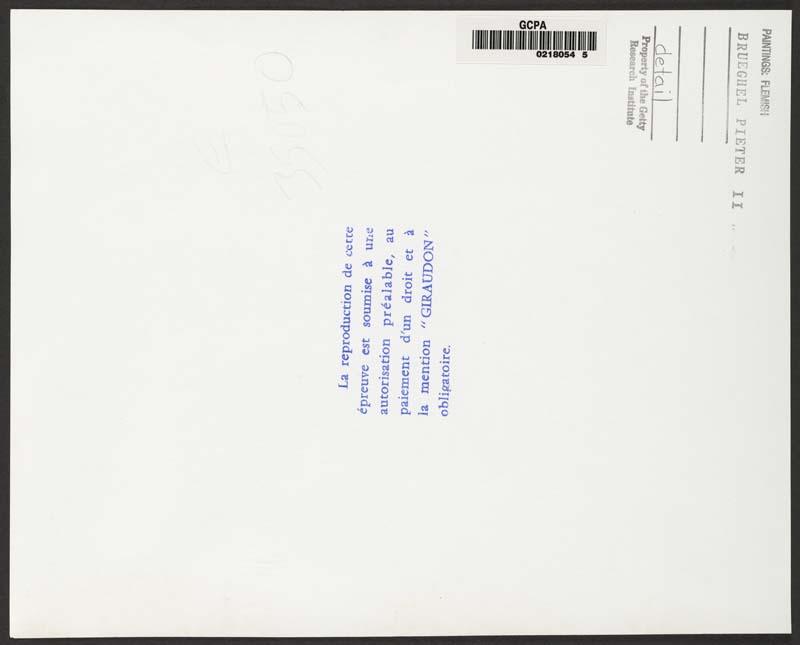 GCPA
0218054 5
PAINTINGS: FLEMISH
BRUEGHEL PIETER II
detail
Property of the Getty
Research Institute
La reproduction de cette
épreuve est soumise à une
autorisation préalable, au
paiement d'un droit et à
la mention "GIRAUDON"
obligatoire.